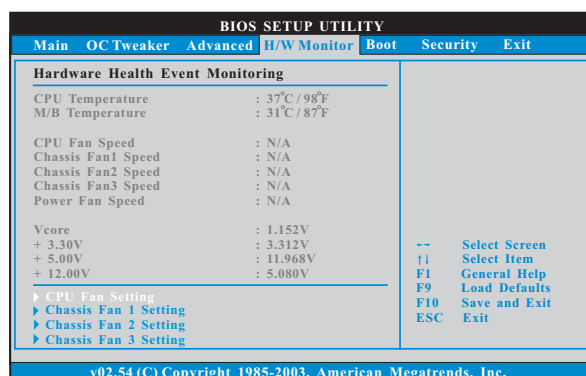 BIOS SETUP UTILITY
Main OC Tweaker Advanced H/W Monitor Boot Security Exit
Hardware Health Event Monitoring
CPU Temperature : 37°C / 98°F
M/B Temperature : 31°C / 87°F
CPU Fan Speed : N/A
Chassis Fan1 Speed : N/A
Chassis Fan2 Speed : N/A
Chassis Fan3 Speed : N/A
Power Fan Speed : N/A
Vcore : 1.152V
+ 3.30V : 3.312V
+ 5.00V : 11.968V
+ 12.00V : 5.080V
CPU Fan Setting
Chassis Fan 1 Setting
Chassis Fan 2 Setting
Chassis Fan 3 Setting
←→ Select Screen
↑↓ Select Item
F1 General Help
F9 Load Defaults
F10 Save and Exit
ESC Exit
v02.54 (C) Copyright 1985-2003, American Megatrends, Inc.